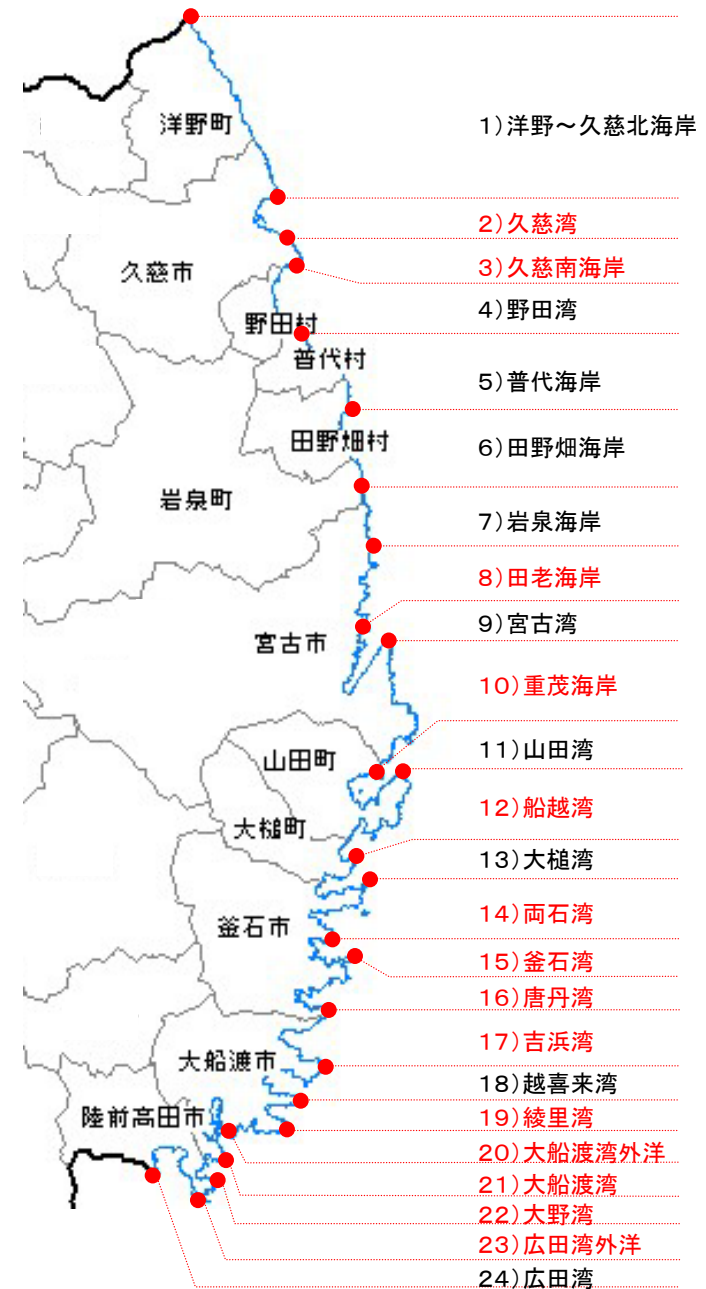 洋野町
久慈市
野田村
普代村
田野畑村
岩泉町
宮古市
山田町
大槌町
釜石市
大船渡市
陸前高田市
1)洋野～久慈北海岸
2)久慈湾
3)久慈南海岸
4)野田湾
5)普代海岸
6)田野畑海岸
7)岩泉海岸
8)田老海岸
9)宮古湾
10)重茂海岸
11)山田湾
12)船越湾
13)大槌湾
14)両石湾
15)釜石湾
16)唐丹湾
17)吉浜湾
18)越喜来湾
19)綾里湾
20)大船渡湾外洋
21)大船渡湾
22)大野湾
23)広田湾外洋
24)広田湾